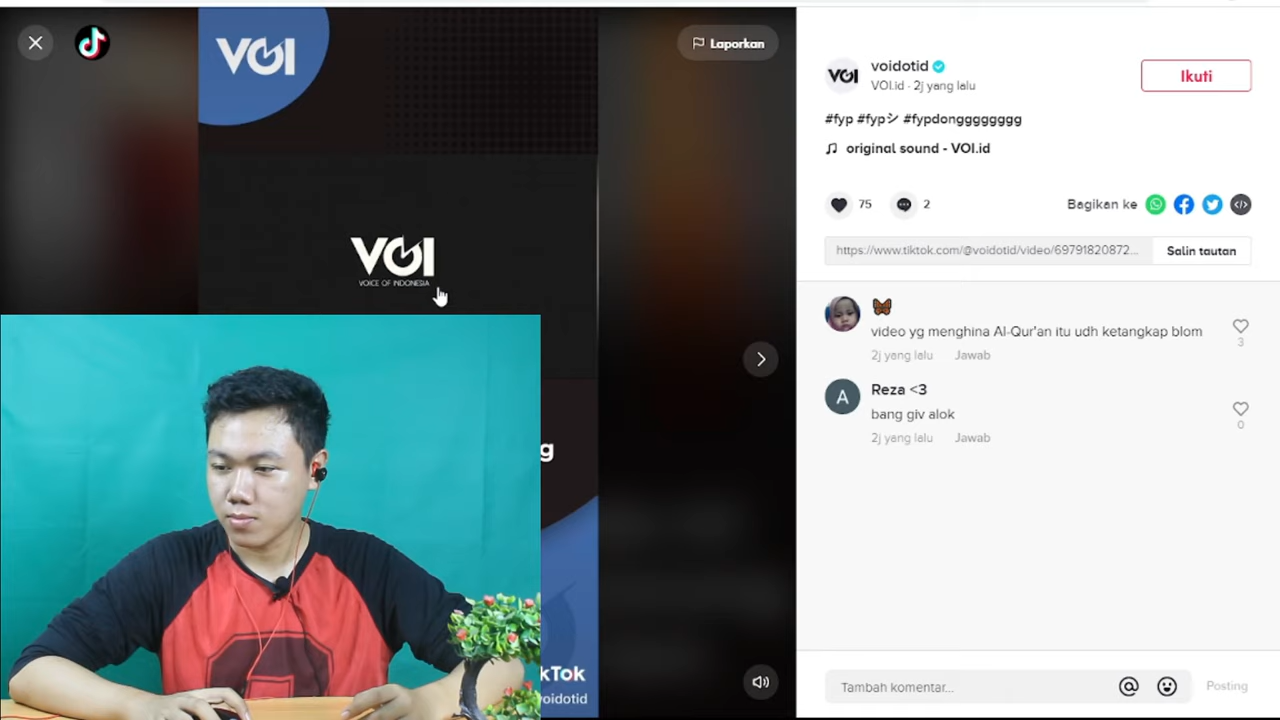 VOI
Laporkan
VOI
VOICE OF INDONESIA
g
kTok
voidotid
VOI
voidotid
VOI.id · 2j yang lalu
Ikuti
#fyp #fypシ #fypdongggggggg
original sound - VOI.id
75
2
Bagikan ke
https://www.tiktok.com/@voidotid/video/69791820872...
Salin tautan
video yg menghina Al-Qur'an itu udh ketangkap blom
3
2j yang lalu Jawab
A
Reza <3
bang giv alok
0
2j yang lalu Jawab
Tambah komentar...
Posting